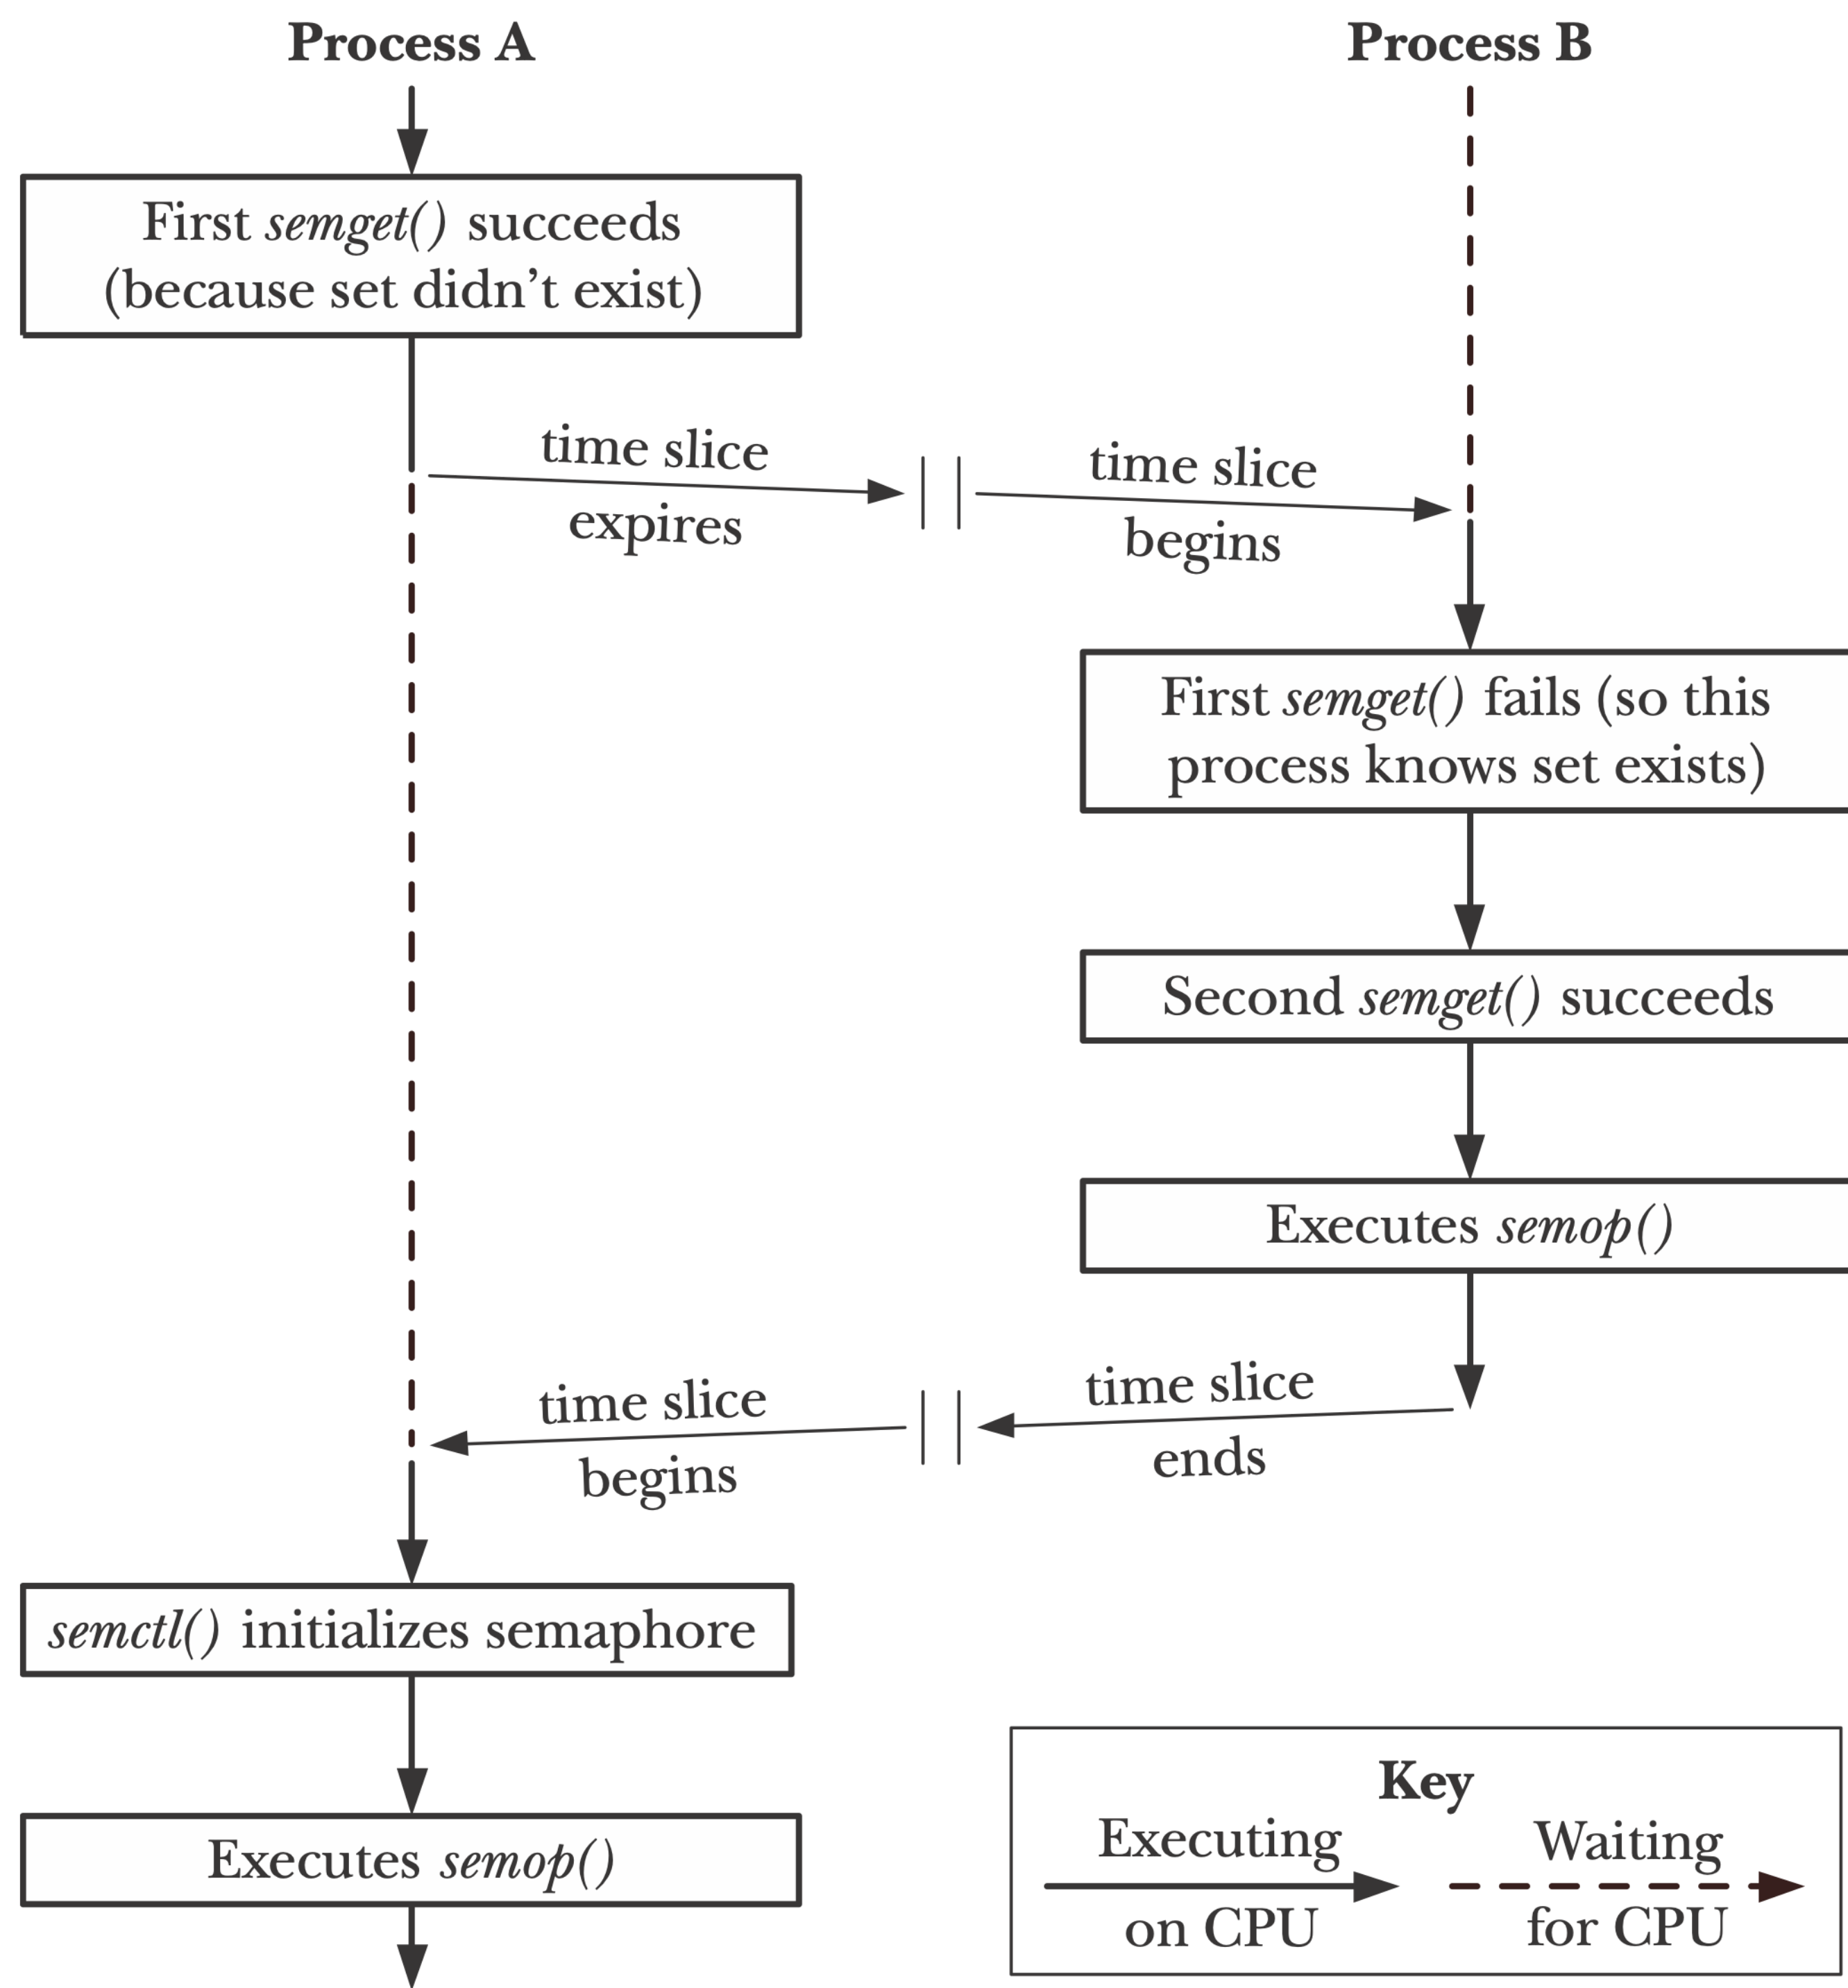 Process A
Process B
First semget() succeeds
(because set didn’t exist)
time slice
expires
time slice
begins
First semget() fails (so this
process knows set exists)
Second semget() succeeds
Executes semop()
time slice
ends
time slice
begins
semctl() initializes semaphore
Executes semop()
Key
Executing
on CPU
Waiting
for CPU